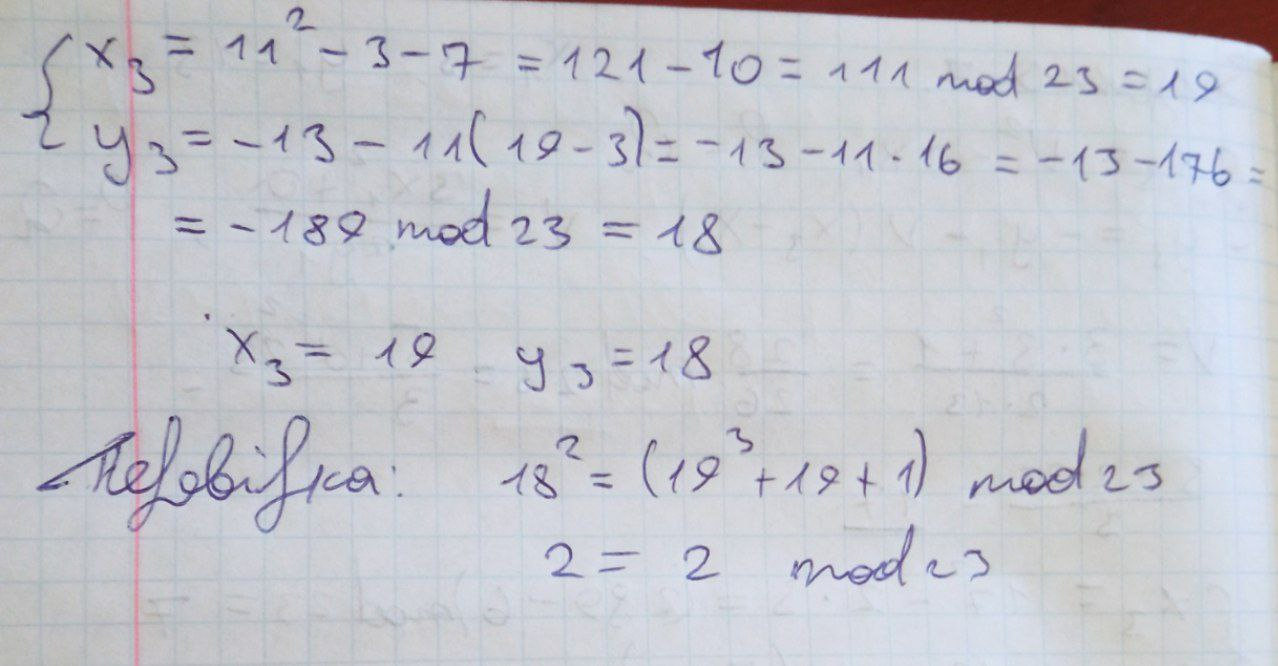 x₃ = 11² - 3 - 7 = 121 - 10 = 111 mod 23 = 19
y₃ = -13 - 11(19 - 3) = -13 - 11 · 16 = -13 - 176 =
= -189 mod 23 = 18
x₃ = 19 y₃ = 18
Перевірка: 18² = (19³ + 19 + 1) mod 23
2 = 2 mod 23